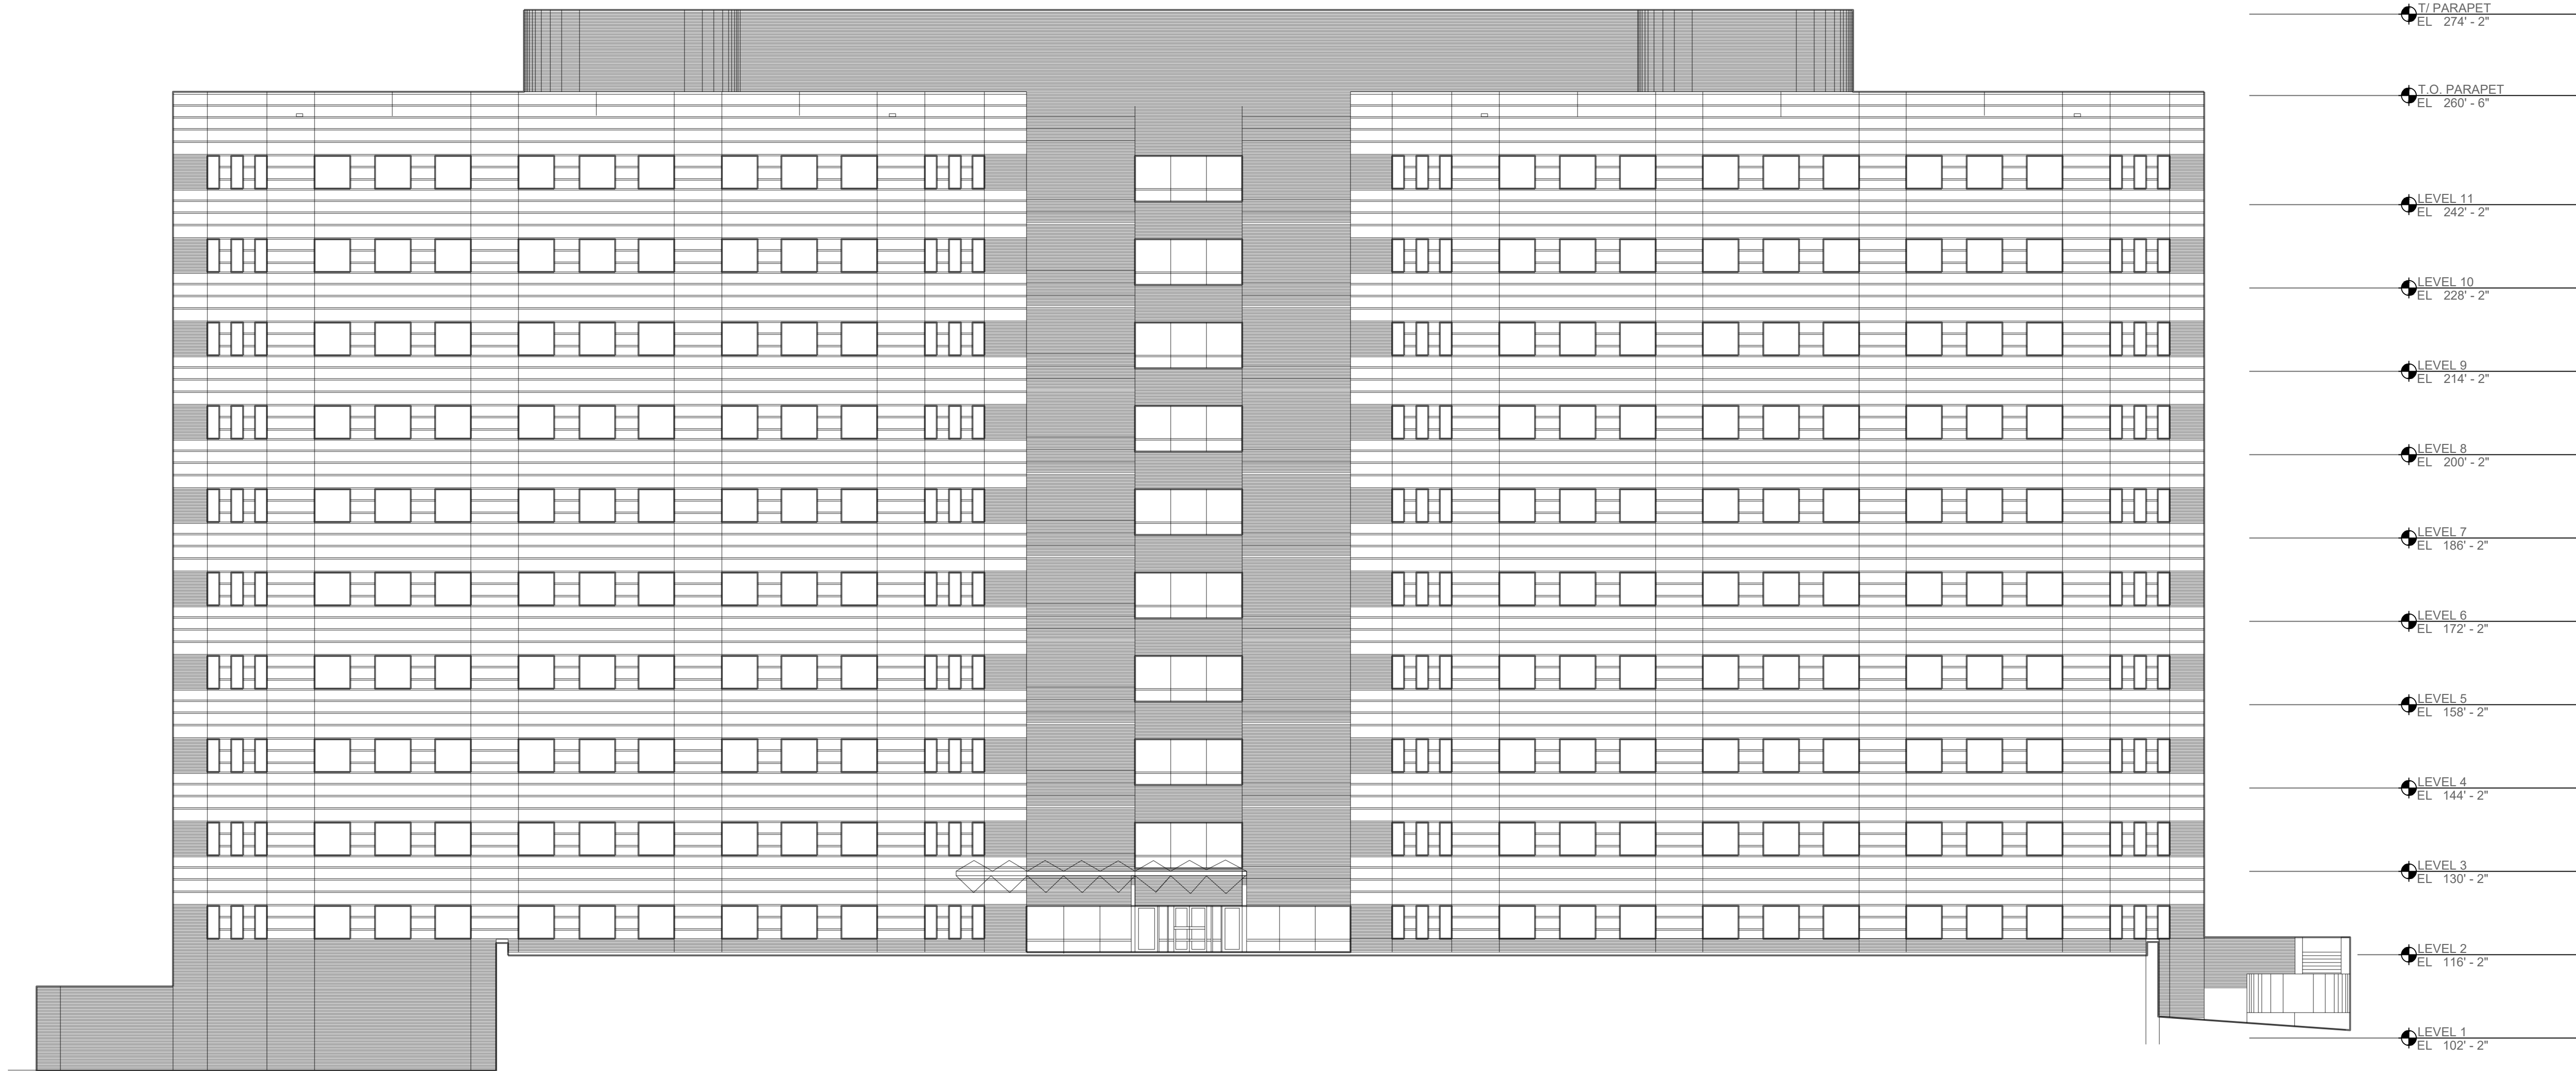 T/ PARAPET
EL 274' - 2"
T.O. PARAPET
EL 260' - 6"
LEVEL 11
EL 242' - 2"
LEVEL 10
EL 228' - 2"
LEVEL 9
EL 214' - 2"
LEVEL 8
EL 200' - 2"
LEVEL 7
EL 186' - 2"
LEVEL 6
EL 172' - 2"
LEVEL 5
EL 158' - 2"
LEVEL 4
EL 144' - 2"
LEVEL 3
EL 130' - 2"
LEVEL 2
EL 116' - 2"
LEVEL 1
EL 102' - 2"